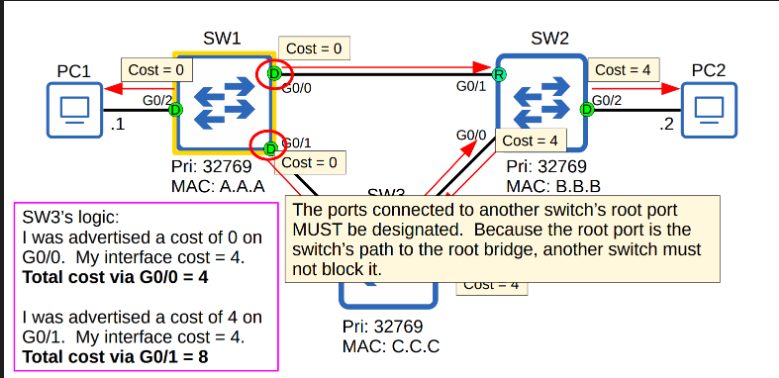 SW1
Cost = 0
SW2
PC1
Cost = 0
Cost = 4
PC2
D
R
G0/0
G0/1
G0/2
D
D
G0/2
.1
.2
D
G0/1
G0/0
Cost = 4
Cost = 0
Pri: 32769
MAC: A.A.A
Pri: 32769
MAC: B.B.B
SW3
SW3's logic:
I was advertised a cost of 0 on
G0/0. My interface cost = 4.
Total cost via G0/0 = 4
I was advertised a cost of 4 on
G0/1. My interface cost = 4.
Total cost via G0/1 = 8
The ports connected to another switch's root port
MUST be designated. Because the root port is the
switch's path to the root bridge, another switch must
not block it.
Cost = 4
Pri: 32769
MAC: C.C.C